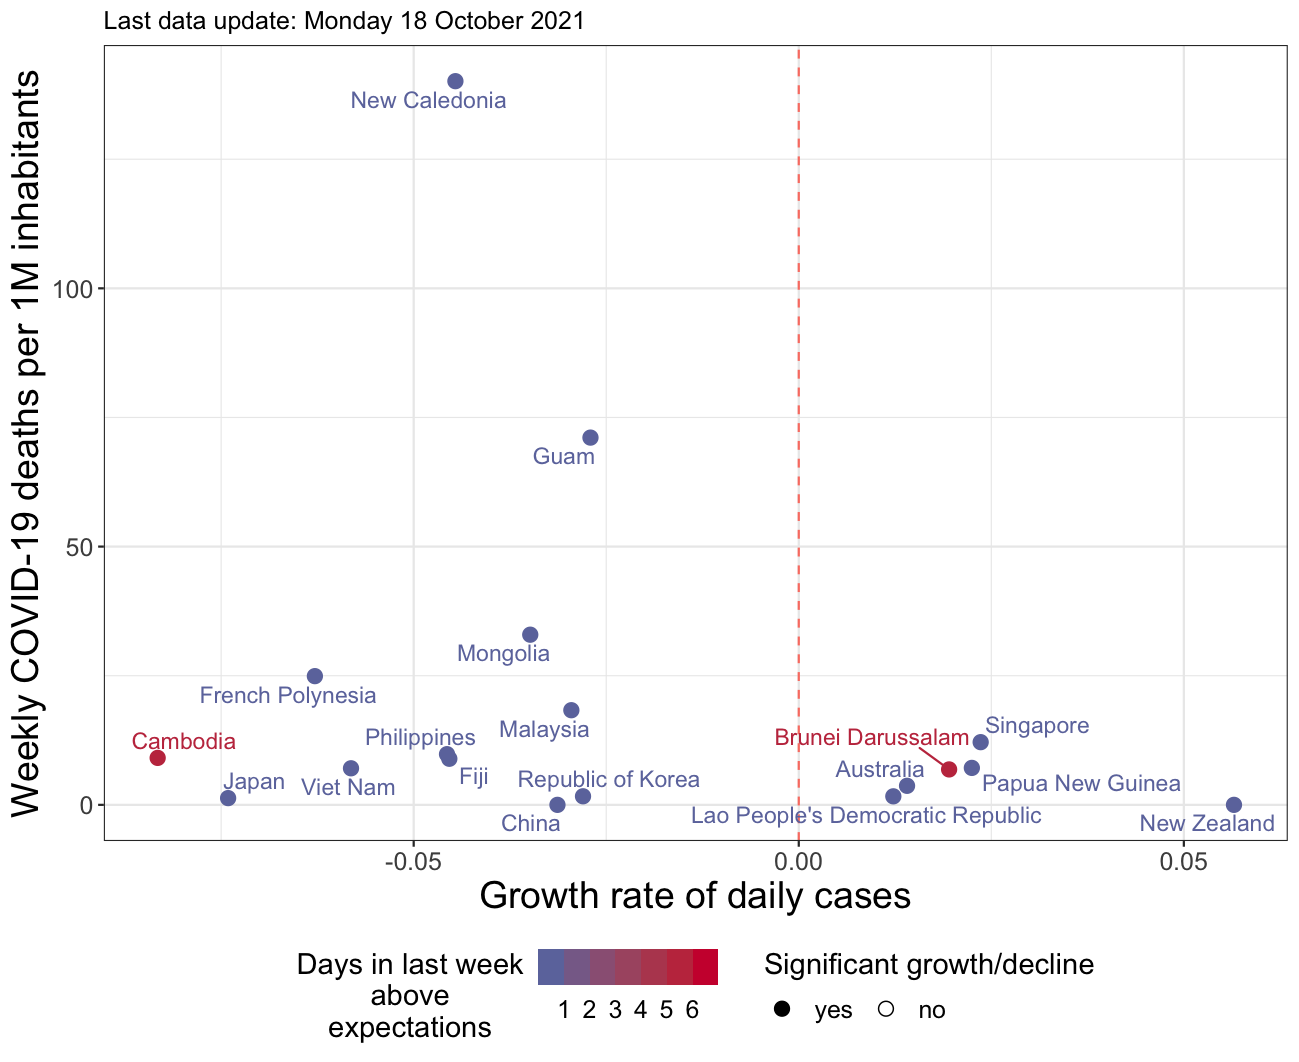 Last data update: Monday 18 October 2021
Weekly COVID-19 deaths per 1M inhabitants
100
50
0
New Caledonia
Guam
Mongolia
French Polynesia
Malaysia
Singapore
Cambodia
Philippines
Brunei Darussalam
Japan
Viet Nam
Fiji
Republic of Korea
Australia
Papua New Guinea
China
Lao People's Democratic Republic
New Zealand
-0.05
0.00
0.05
Growth rate of daily cases
Days in last week
above
expectations
1 2 3 4 5 6
Significant growth/decline
yes no